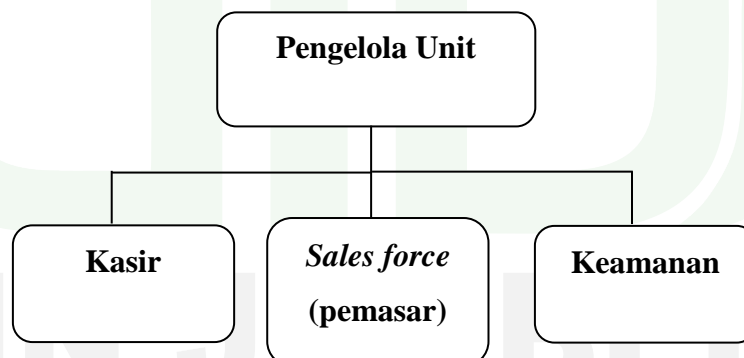 Pengelola Unit
Kasir
Sales force
(pemasar)
Keamanan